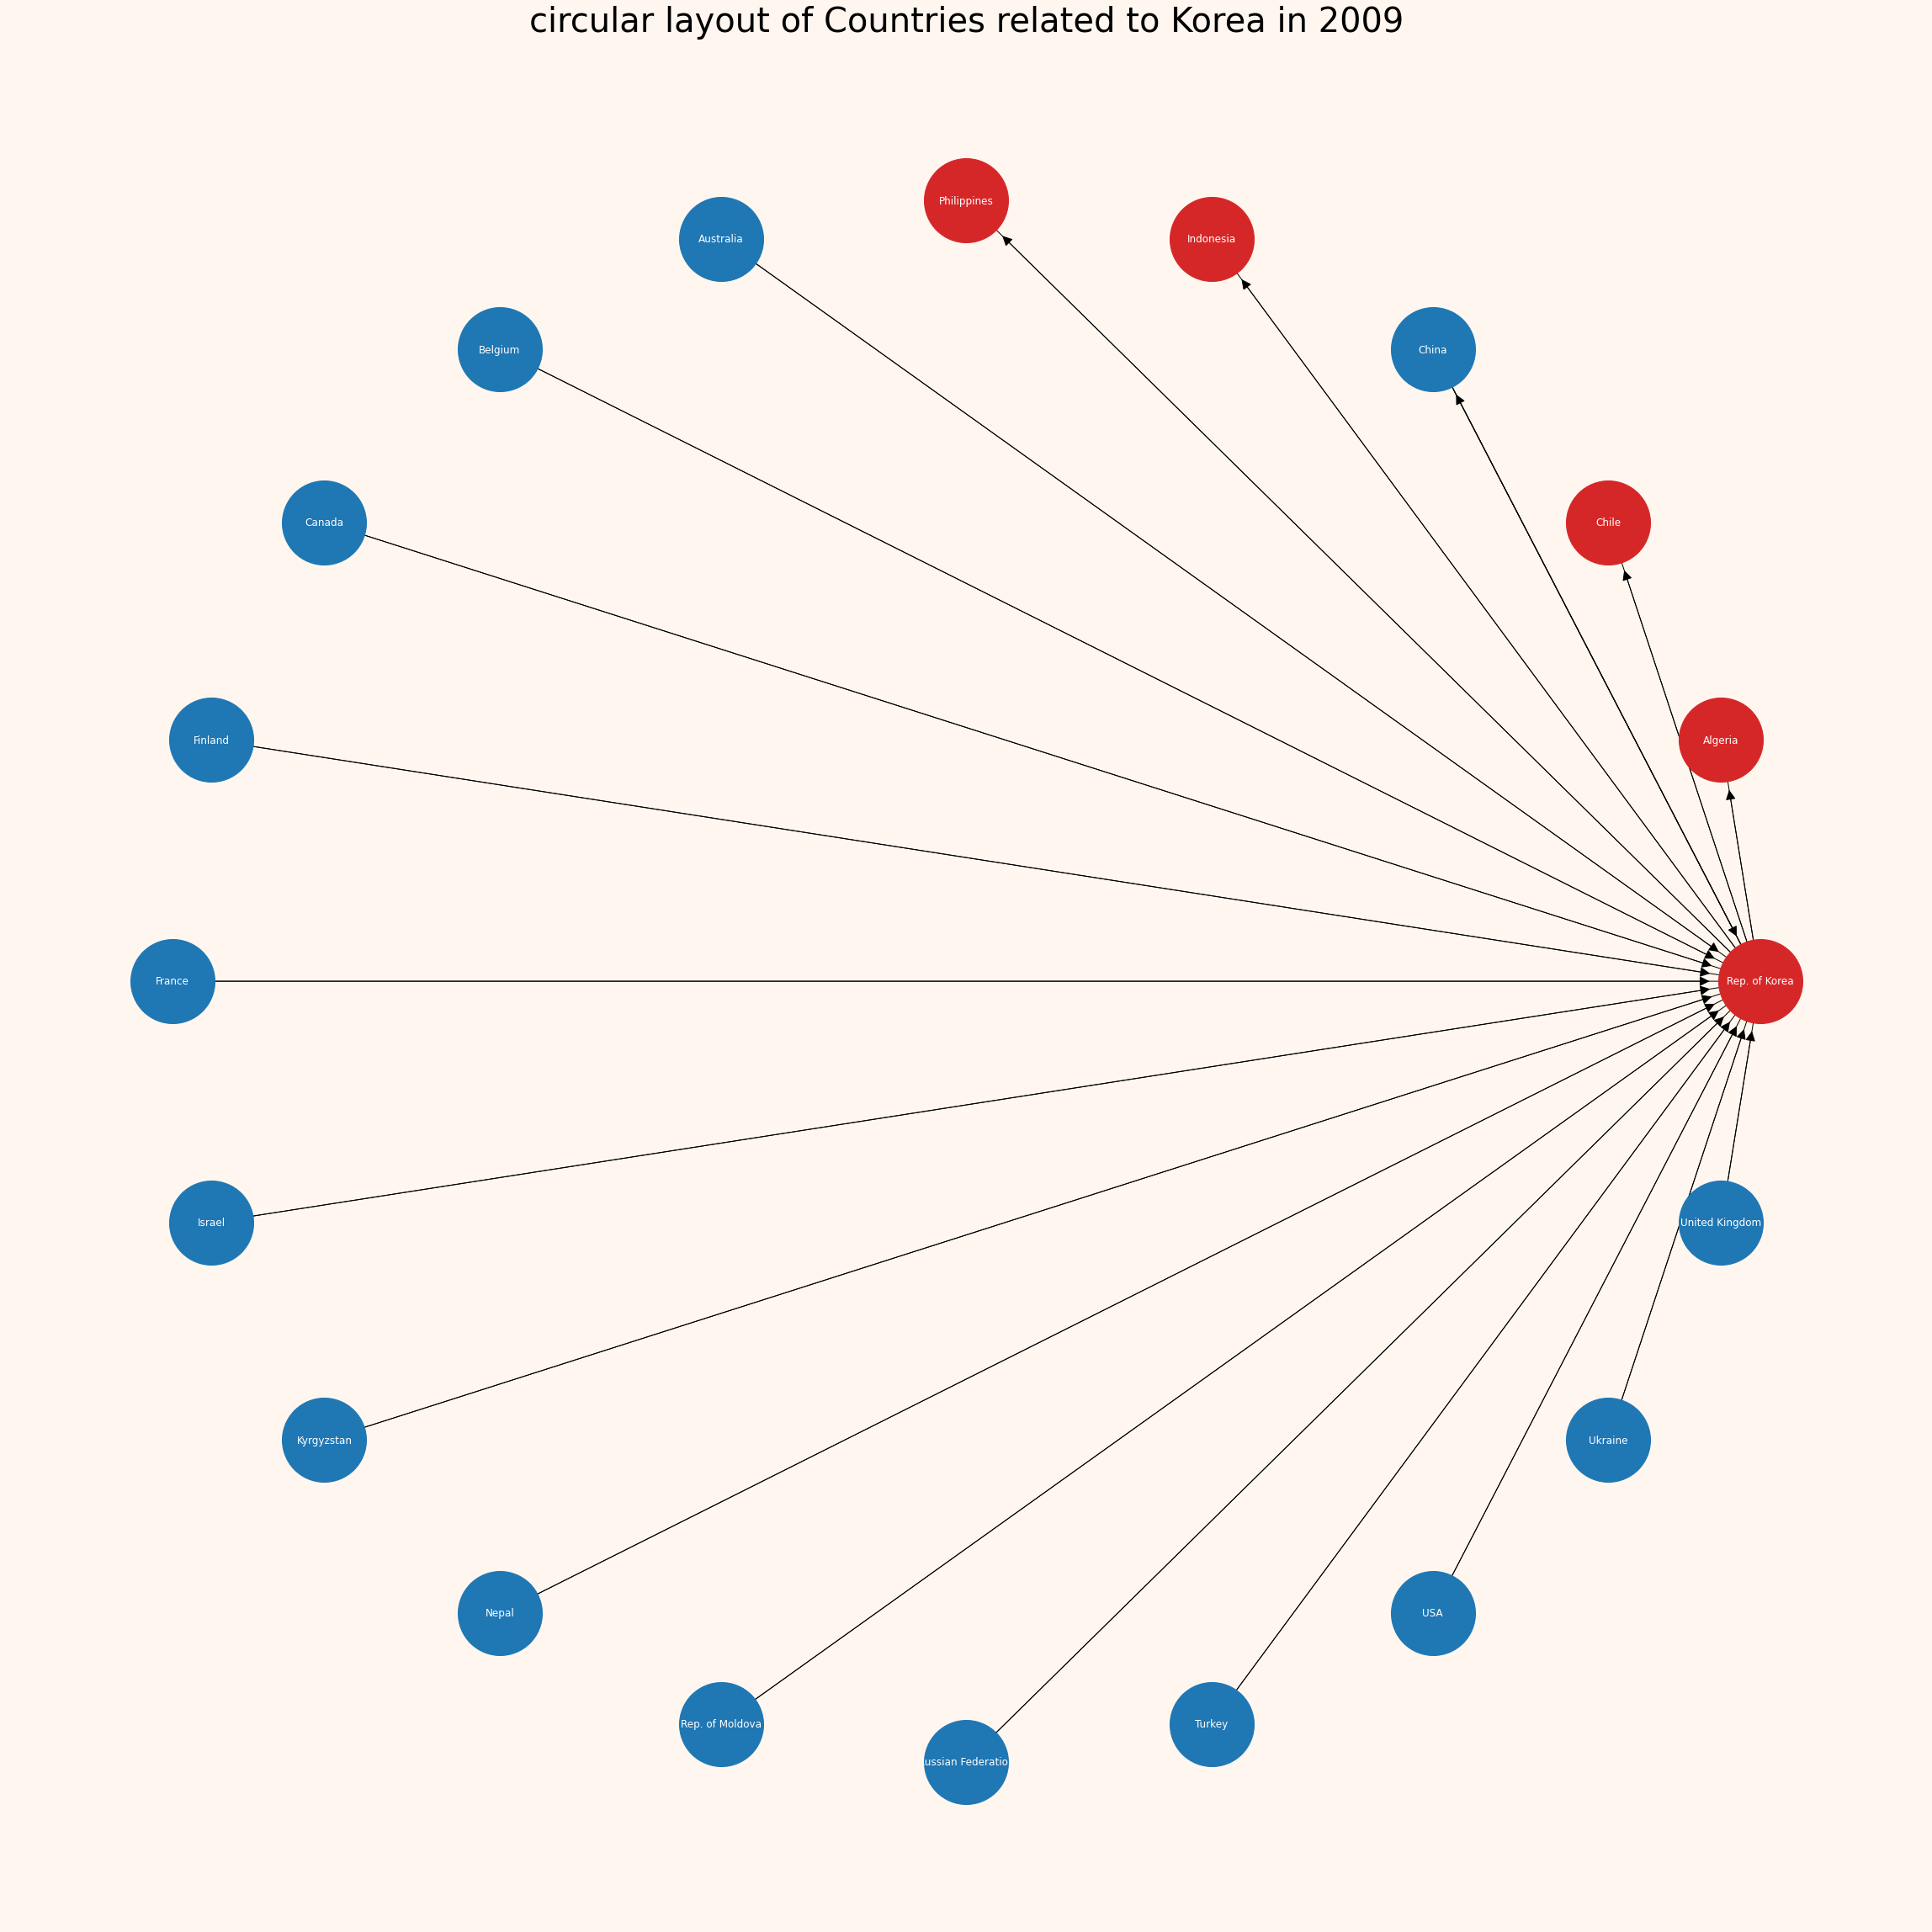 circular layout of Countries related to Korea in 2009
Philippines
Australia
Indonesia
Belgium
China
Canada
Chile
Finland
Algeria
France
Rep. of Korea
Israel
United Kingdom
Kyrgyzstan
Ukraine
Nepal
USA
Rep. of Moldova
Turkey
ussian Federatio